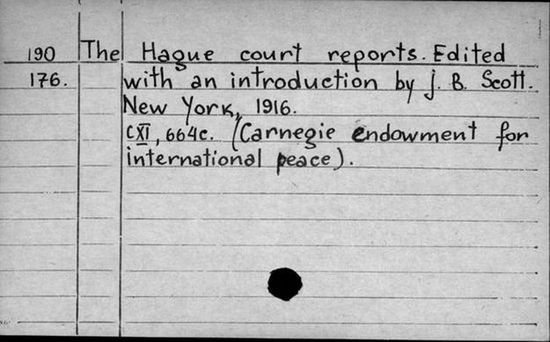 190 The Hague court reports. Edited
176. with an introduction by J. B. Scott.
New York, 1916.
CXI, 664c. (Carnegie endowment for
international peace).